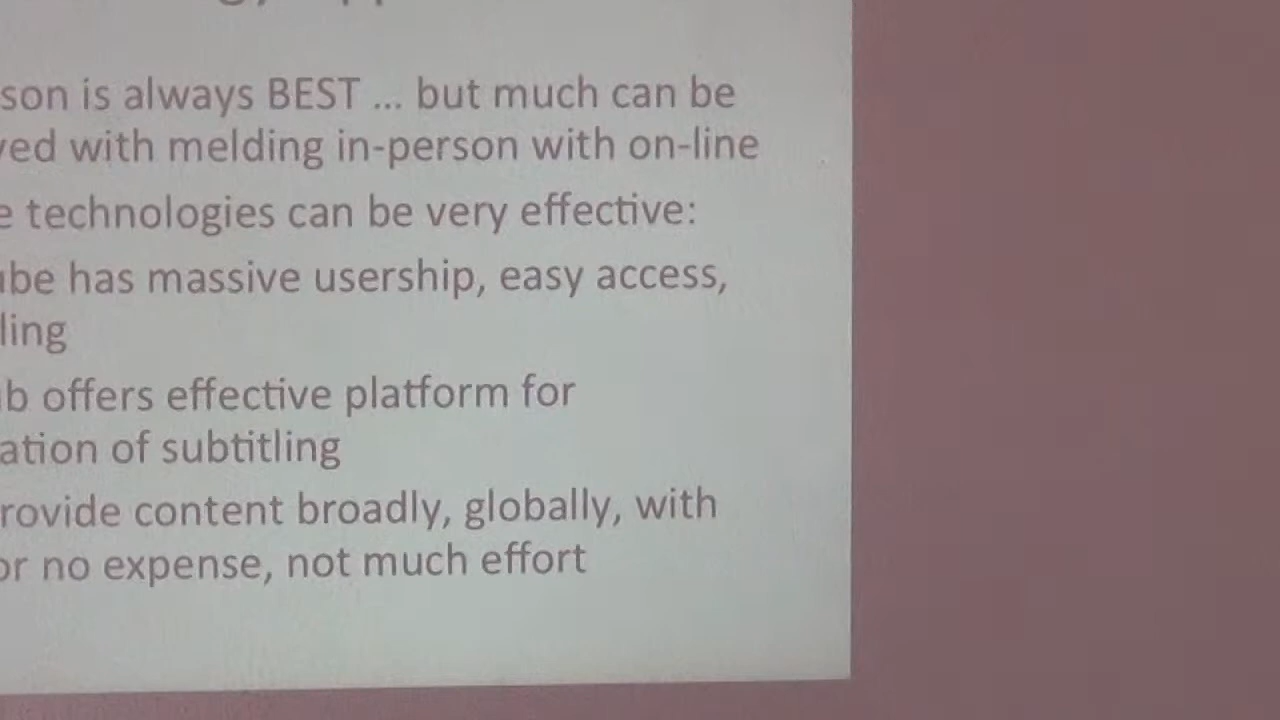 son is always BEST ... but much can be
ved with melding in-person with on-line
e technologies can be very effective:
be has massive usership, easy access,
ling
b offers effective platform for
ation of subtitling
rovide content broadly, globally, with
or no expense, not much effort